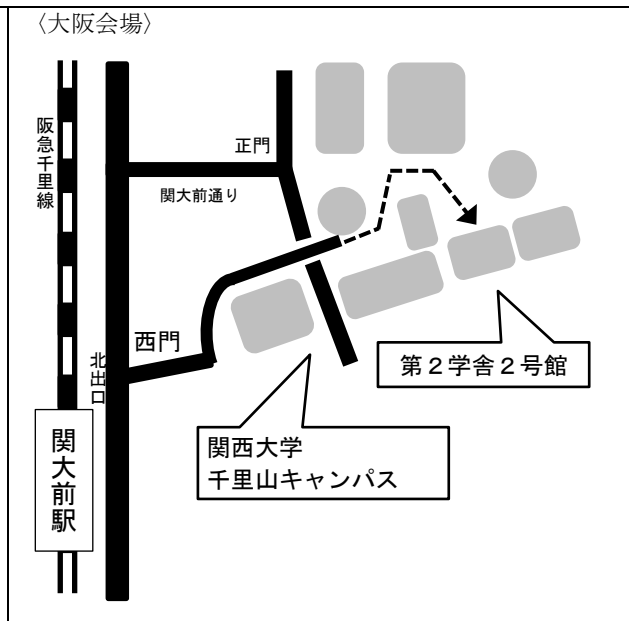 〈大阪会場〉
阪急千里線
正門
関大前通り
西門
北出口
第２学舎２号館
関大前駅
関西大学
千里山キャンパス